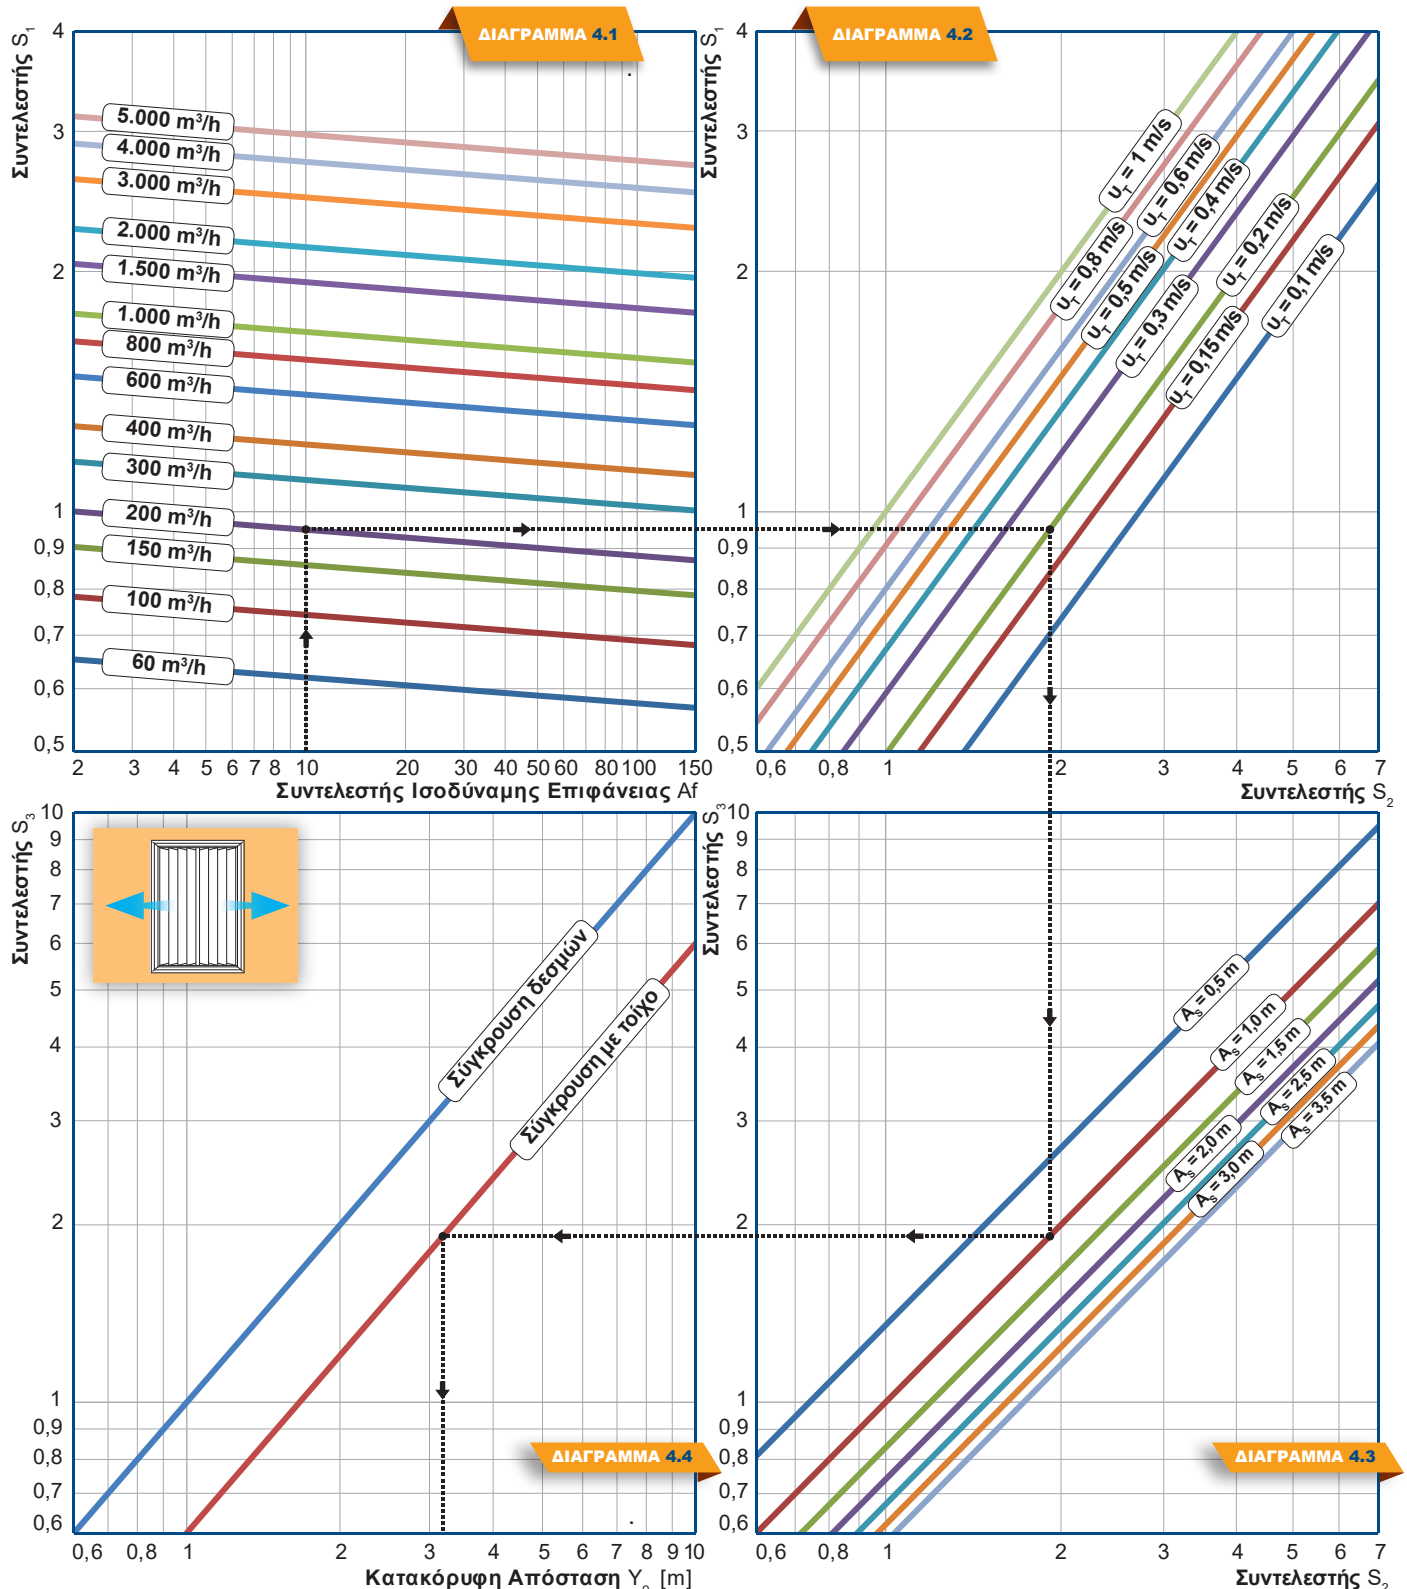 ΔΙΑΓΡΑΜΜΑ 4.1
Συντελεστής S1
4
3
2
1
0,9
0,8
0,7
0,6
0,5
5.000 m³/h
4.000 m³/h
3.000 m³/h
2.000 m³/h
1.500 m³/h
1.000 m³/h
800 m³/h
600 m³/h
400 m³/h
300 m³/h
200 m³/h
150 m³/h
100 m³/h
60 m³/h
2 3 4 5 6 7 8 10 20 30 40 50 60 80 100 150
Συντελεστής Ισοδύναμης Επιφάνειας Af
ΔΙΑΓΡΑΜΜΑ 4.2
Συντελεστής S1
4
3
2
1
0,9
0,8
0,7
0,6
0,5
υT = 1 m/s
υT = 0,8 m/s
υT = 0,6 m/s
υT = 0,5 m/s
υT = 0,4 m/s
υT = 0,3 m/s
υT = 0,2 m/s
υT = 0,15 m/s
υT = 0,1 m/s
0,6 0,8 1 2 3 4 5 6 7
Συντελεστής S2
Συντελεστής S3
10
9
8
7
6
5
4
3
2
1
0,9
0,8
0,7
0,6
Σύγκρουση δεσμών
Σύγκρουση με τοίχο
ΔΙΑΓΡΑΜΜΑ 4.4
0,6 0,8 1 2 3 4 5 6 7 8 9 10
Κατακόρυφη Απόσταση Y [m]
Συντελεστής S3
10
9
8
7
6
5
4
3
2
1
0,9
0,8
0,7
0,6
AS = 0,5 m
AS = 1,0 m
AS = 1,5 m
AS = 2,0 m
AS = 2,5 m
AS = 3,0 m
AS = 3,5 m
ΔΙΑΓΡΑΜΜΑ 4.3
0,6 0,8 1 2 3 4 5 6 7
Συντελεστής S2